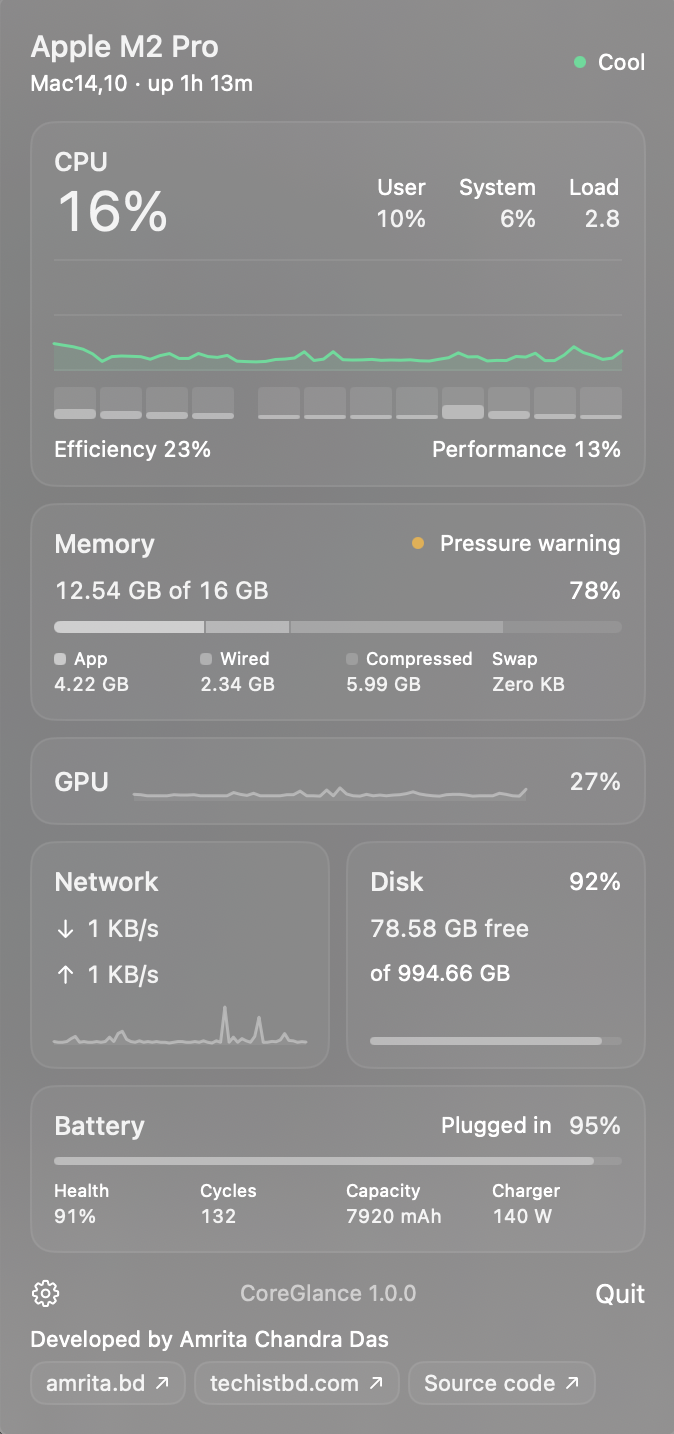 Apple M2 Pro
Mac14,10 · up 1h 13m
Cool
CPU
16%
User System Load
10% 6% 2.8
Efficiency 23% Performance 13%
Memory Pressure warning
12.54 GB of 16 GB 78%
App Wired Compressed Swap
4.22 GB 2.34 GB 5.99 GB Zero KB
GPU 27%
Network
↓ 1 KB/s
↑ 1 KB/s
Disk 92%
78.58 GB free
of 994.66 GB
Battery Plugged in 95%
Health Cycles Capacity Charger
91% 132 7920 mAh 140 W
CoreGlance 1.0.0 Quit
Developed by Amrita Chandra Das
amrita.bd ↗ techistbd.com ↗ Source code ↗